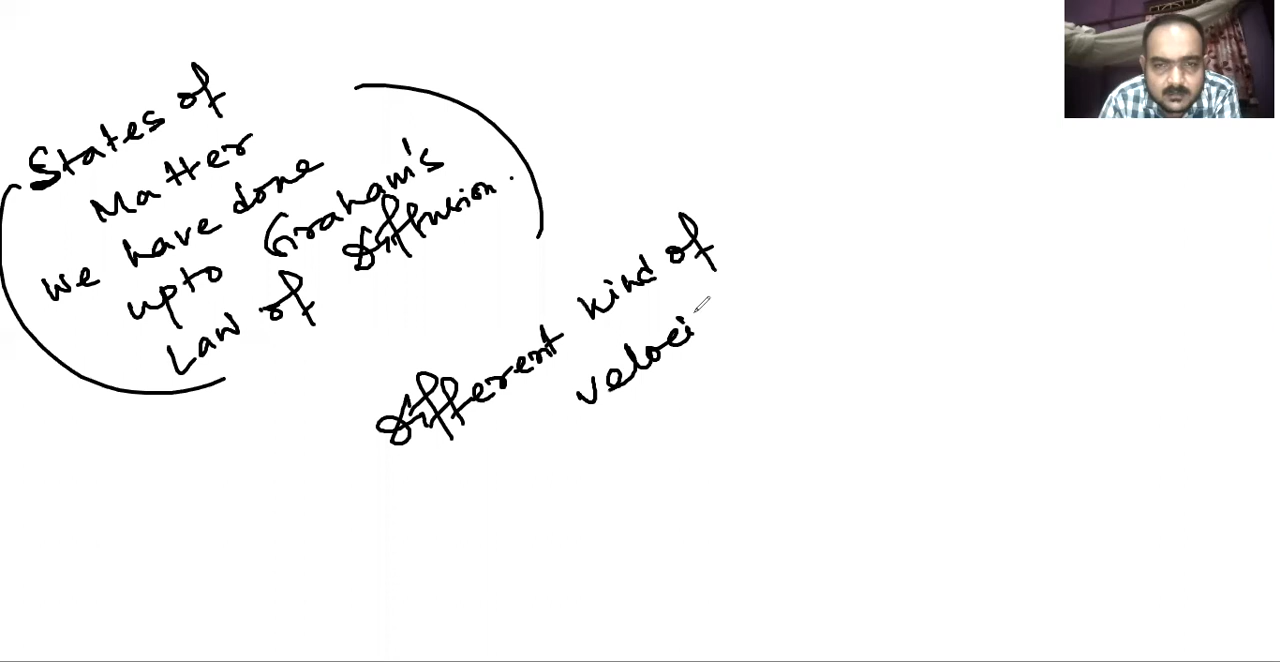 States of
Matter
we have done
upto Graham's
Law of Diffusion.
Different kind of
veloci